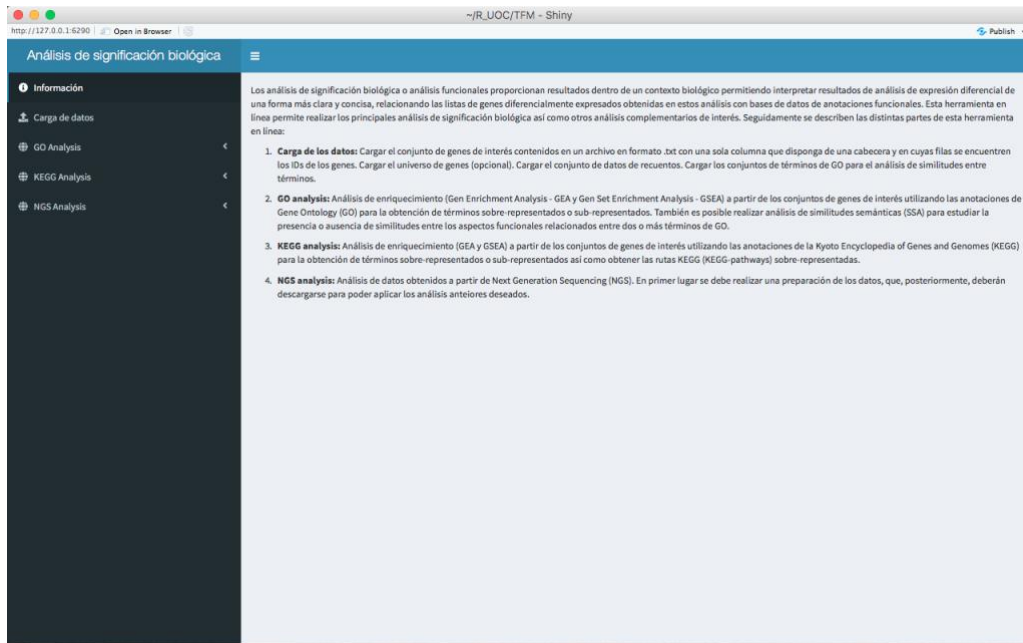 ~/R_UOC/TFM - Shiny
http://127.0.0.1:6290 Open in Browser Publish
Análisis de significación biológica
Información
Carga de datos
GO Analysis
KEGG Analysis
NGS Analysis
Los análisis de significación biológica o análisis funcionales proporcionan resultados dentro de un contexto biológico permitiendo interpretar resultados de análisis de expresión diferencial de
una forma más clara y concisa, relacionando las listas de genes diferencialmente expresados obtenidas en estos análisis con bases de datos de anotaciones funcionales. Esta herramienta en
línea permite realizar los principales análisis de significación biológica así como otros análisis complementarios de interés. Seguidamente se describen las distintas partes de esta herramienta
en línea:
1. Carga de los datos: Cargar el conjunto de genes de interés contenidos en un archivo en formato .txt con una sola columna que disponga de una cabecera y en cuyas filas se encuentren
los IDs de los genes. Cargar el universo de genes (opcional). Cargar el conjunto de datos de recuentos. Cargar los conjuntos de términos de GO para el análisis de similitudes entre
términos.
2. GO analysis: Análisis de enriquecimiento (Gen Enrichment Analysis - GEA y Gen Set Enrichment Analysis - GSEA) a partir de los conjuntos de genes de interés utilizando las anotaciones de
Gene Ontology (GO) para la obtención de términos sobre-representados o sub-representados. También es posible realizar análisis de similitudes semánticas (SSA) para estudiar la
presencia o ausencia de similitudes entre los aspectos funcionales relacionados entre dos o más términos de GO.
3. KEGG analysis: Análisis de enriquecimiento (GEA y GSEA) a partir de los conjuntos de genes de interés utilizando las anotaciones de la Kyoto Encyclopedia of Genes and Genomes (KEGG)
para la obtención de términos sobre-representados o sub-representados así como obtener las rutas KEGG (KEGG-pathways) sobre-representadas.
4. NGS analysis: Análisis de datos obtenidos a partir de Next Generation Sequencing (NGS). En primer lugar se debe realizar una preparación de los datos, que, posteriormente, deberán
descargarse para poder aplicar los análisis anteiores deseados.